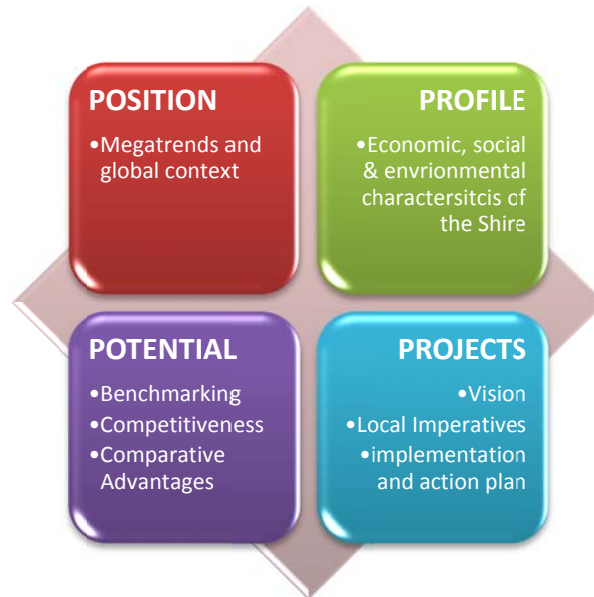 POSITION
•Megatrends and
global context
PROFILE
•Economic, social
& envrionmental
charactersitcis of
the Shire
POTENTIAL
•Benchmarking
•Competitiveness
•Comparative
Advantages
PROJECTS
•Vision
•Local Imperatives
•implementation
and action plan